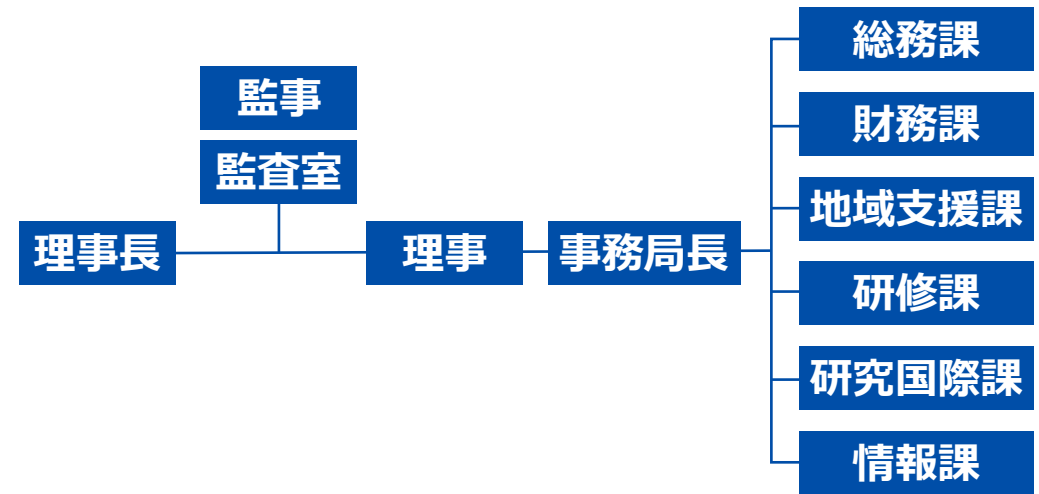 監事
監査室
理事長
理事
事務局長
総務課
財務課
地域支援課
研修課
研究国際課
情報課